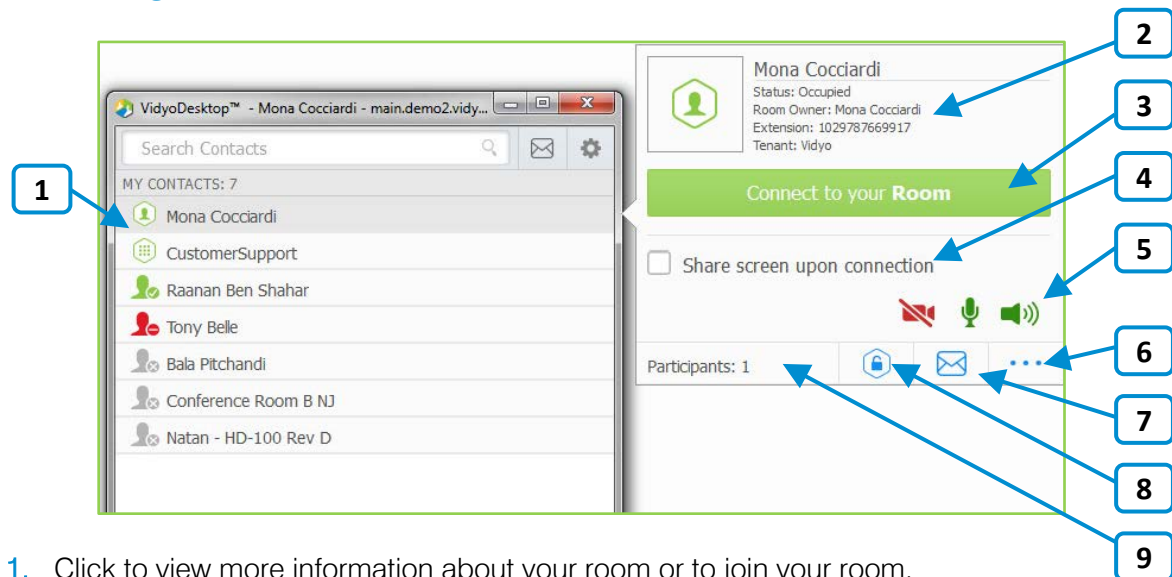 2
Mona Cocciardi
Status: Occupied
Room Owner: Mona Cocciardi
Extension: 1029787669917
Tenant: Vidyo
VidyoDesktop™ - Mona Cocciardi - main.demo2.vidy...
3
Search Contacts
1
MY CONTACTS: 7
Connect to your Room
4
Mona Cocciardi
CustomerSupport
Share screen upon connection
5
Raanan Ben Shahar
Tony Belle
Bala Pitchandi
Participants: 1
6
Conference Room B NJ
7
Natan - HD-100 Rev D
8
9
1. Click to view more information about your room or to join your room.